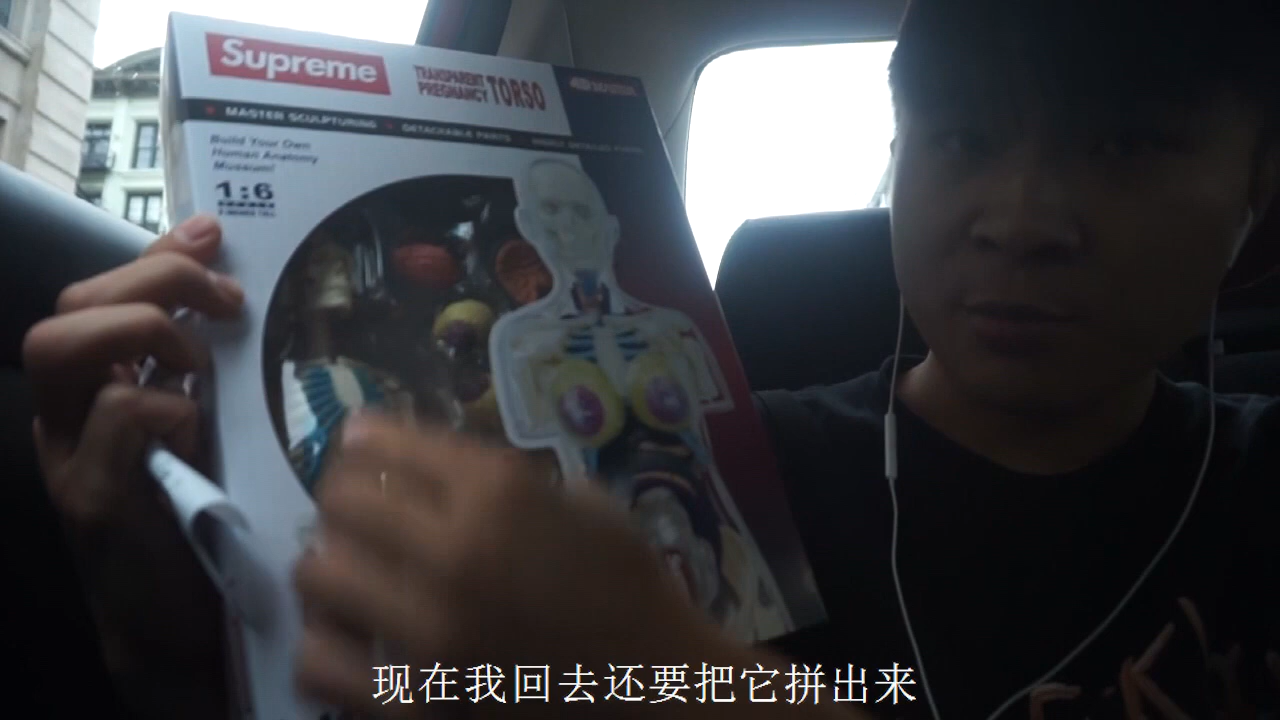 Supreme
TRANSPARENT
PREGNANCY
TORSO
MASTER SCULPTURING
DETACHABLE PARTS
Build Your Own
Human Anatomy
Museum!
1:6
现在我回去还要把它拼出来